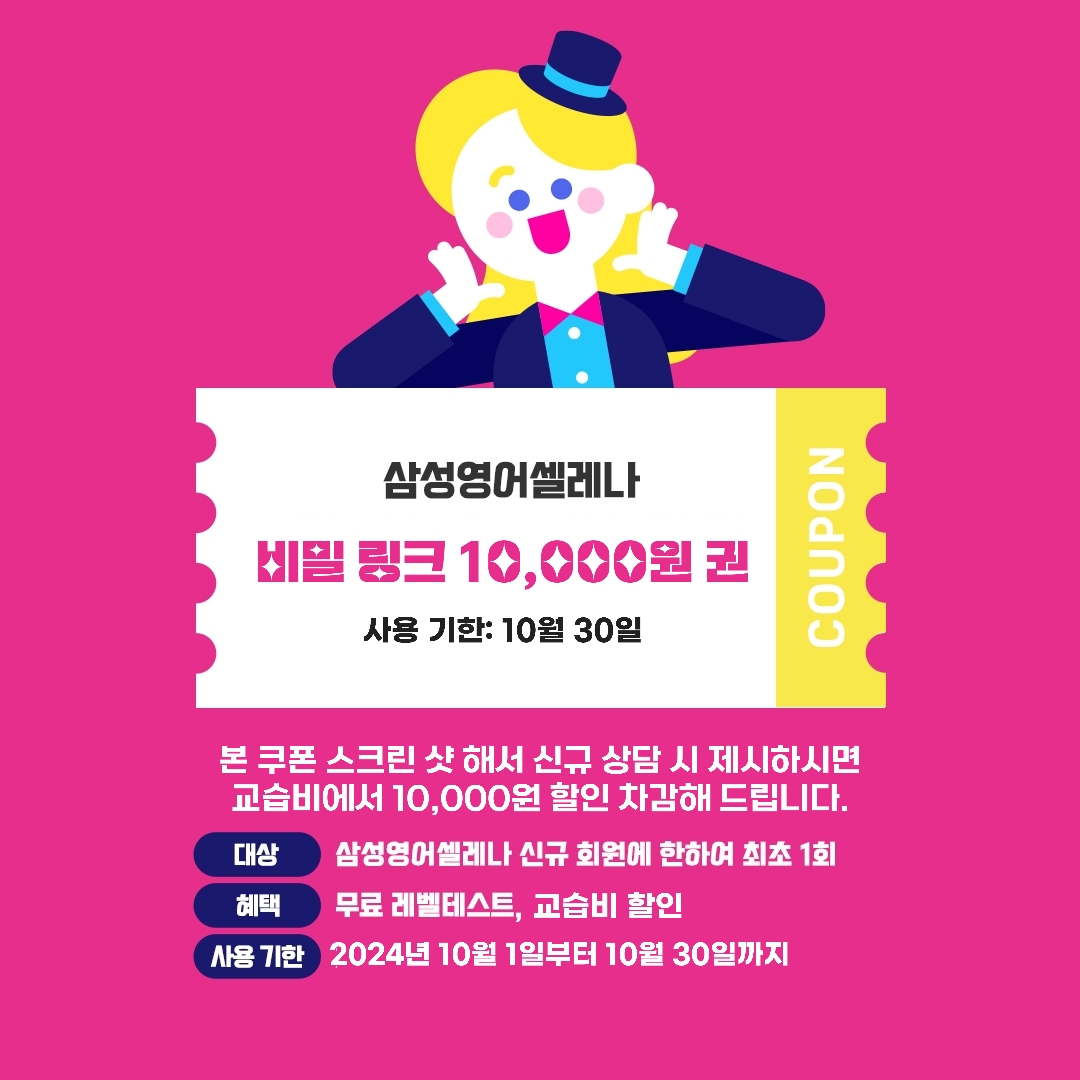 삼성영어셀레나
비밀 링크 10,000원 권
사용 기한: 10월 30일
COUPON
본 쿠폰 스크린 샷 해서 신규 상담 시 제시하시면
교습비에서 10,000원 할인 차감해 드립니다.
대상 삼성영어셀레나 신규 회원에 한하여 최초 1회
혜택 무료 레벨테스트, 교습비 할인
사용 기한 2024년 10월 1일부터 10월 30일까지